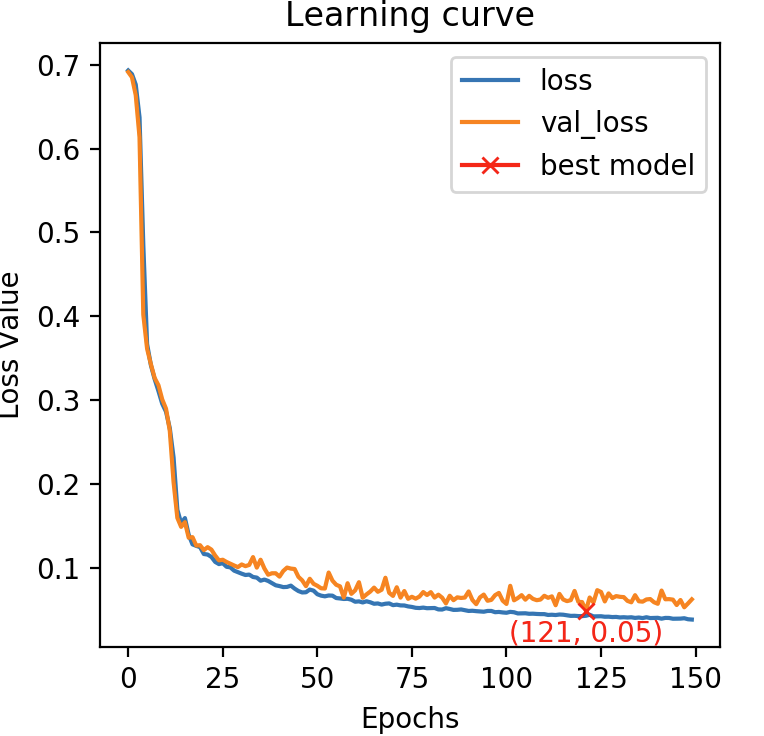 Learning curve
loss
val_loss
best model
Loss Value
0.7
0.6
0.5
0.4
0.3
0.2
0.1
(121, 0.05)
0 25 50 75 100 125 150
Epochs